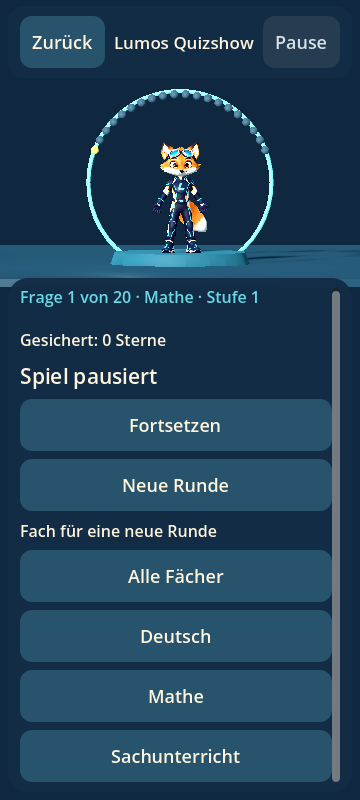 Zurück
Lumos Quizshow
Pause
Frage 1 von 20 · Mathe · Stufe 1
Gesichert: 0 Sterne
Spiel pausiert
Fortsetzen
Neue Runde
Fach für eine neue Runde
Alle Fächer
Deutsch
Mathe
Sachunterricht